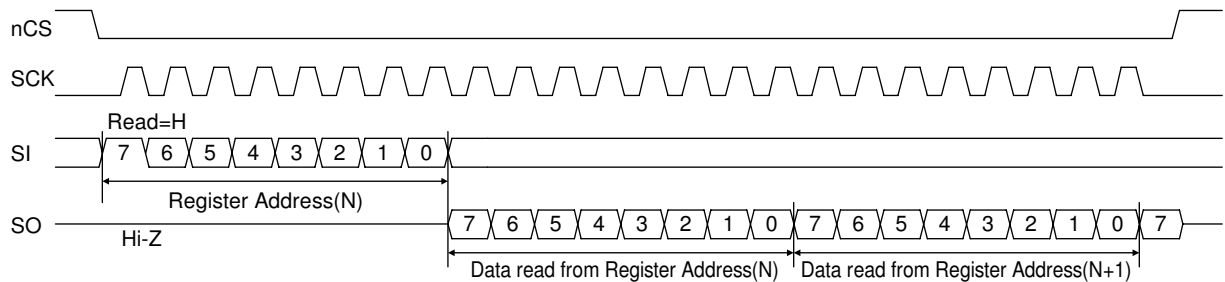 nCS
SCK
Read=H
SI 7 6 5 4 3 2 1 0
Register Address(N)
SO 7 6 5 4 3 2 1 0 7 6 5 4 3 2 1 0 7
Hi-Z
Data read from Register Address(N) Data read from Register Address(N+1)